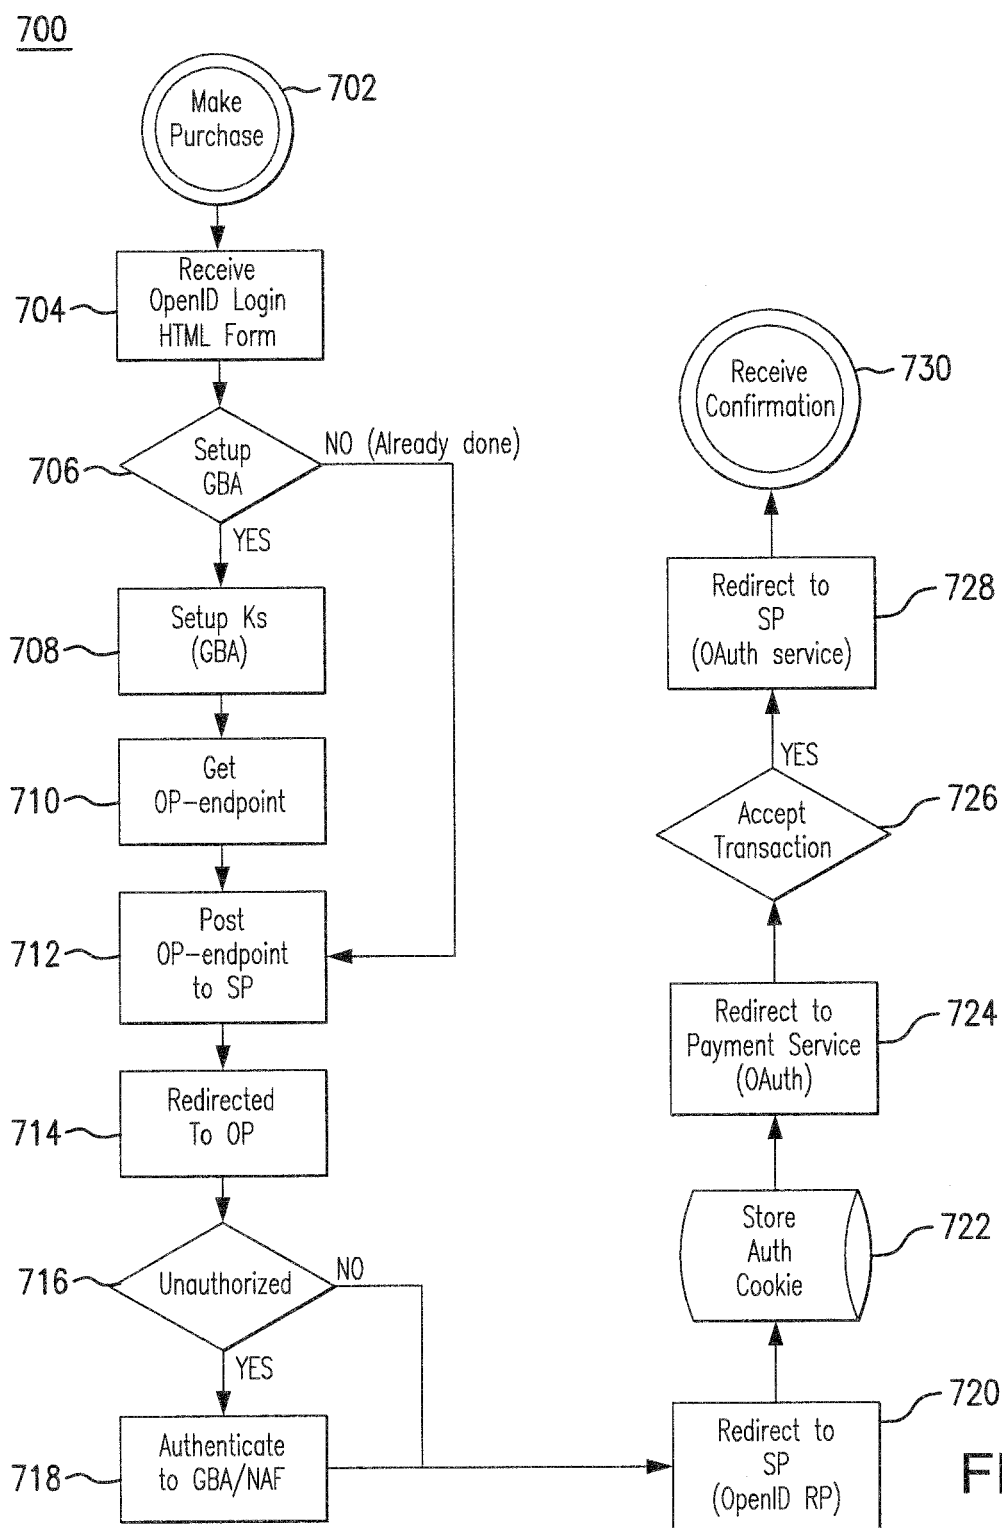 700
702
Make
Purchase
704
Receive
OpenID Login
HTML Form
706
Setup
GBA
NO (Already done)
YES
708
Setup Ks
(GBA)
710
Get
OP-endpoint
712
Post
OP-endpoint
to SP
714
Redirected
To OP
716
Unauthorized
NO
YES
718
Authenticate
to GBA/NAF
720
Redirect to
SP
(OpenID RP)
722
Store
Auth
Cookie
724
Redirect to
Payment Service
(OAuth)
726
Accept
Transaction
YES
728
Redirect to
SP
(OAuth service)
730
Receive
Confirmation